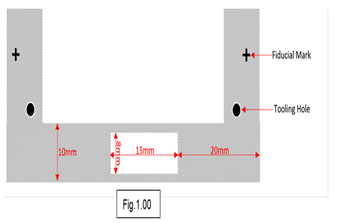 Fiducial Mark
Tooling Hole
10mm
8mm
15mm
20mm
Fig.1.00